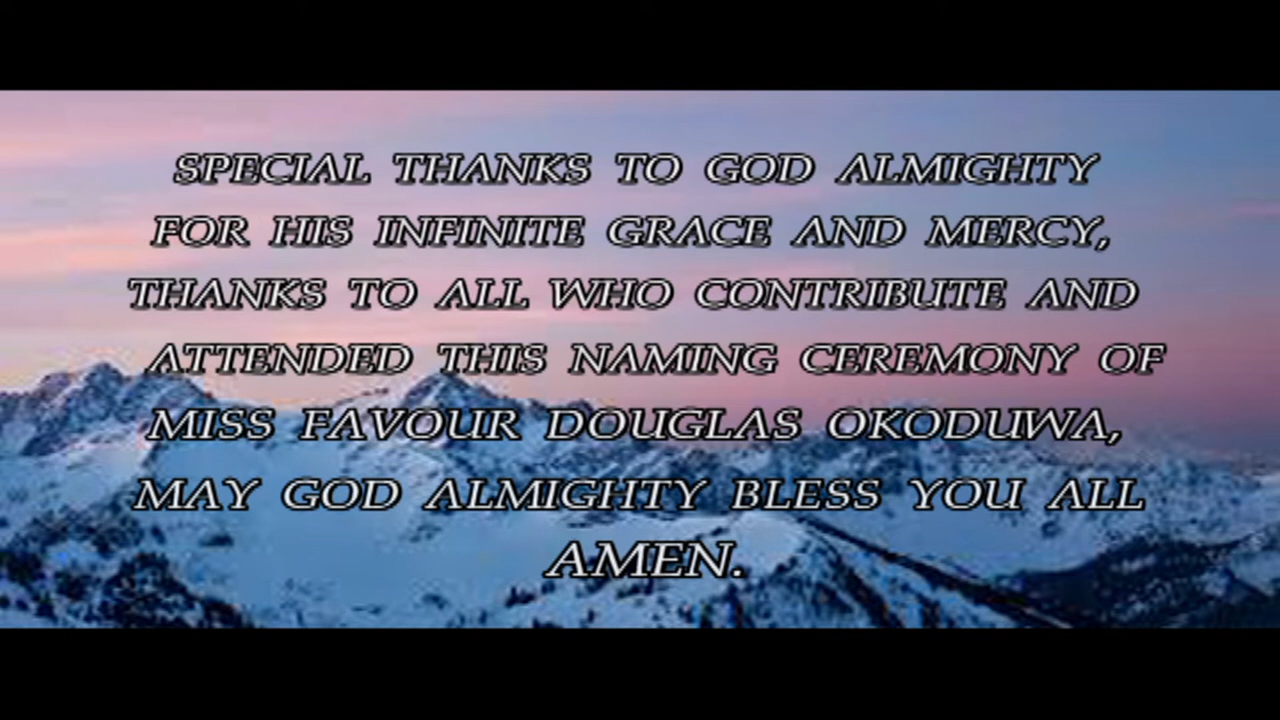 SPECIAL THANKS TO GOD ALMIGHTY
FOR HIS INFINITE GRACE AND MERCY,
THANKS TO ALL WHO CONTRIBUTE AND
ATTENDED THIS NAMING CEREMONY OF
MISS FAVOUR DOUGLAS OKODUWA,
MAY GOD ALMIGHTY BLESS YOU ALL
AMEN.